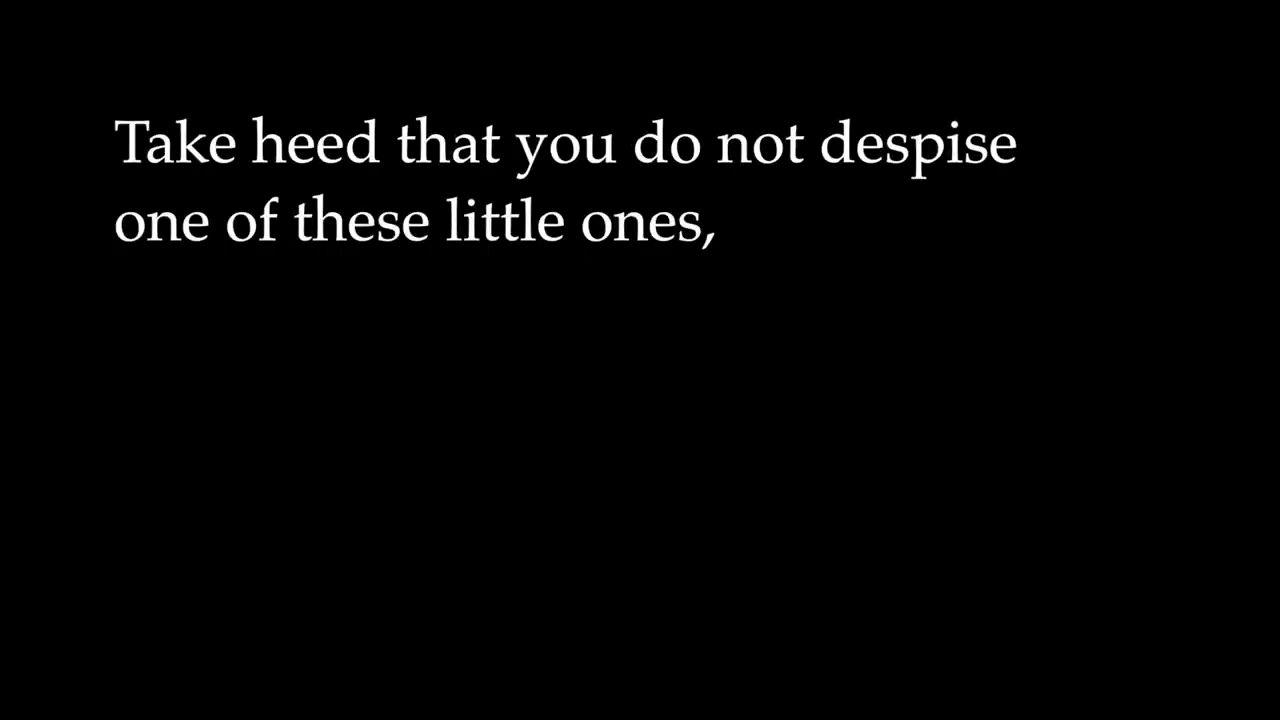 Take heed that you do not despise
one of these little ones,